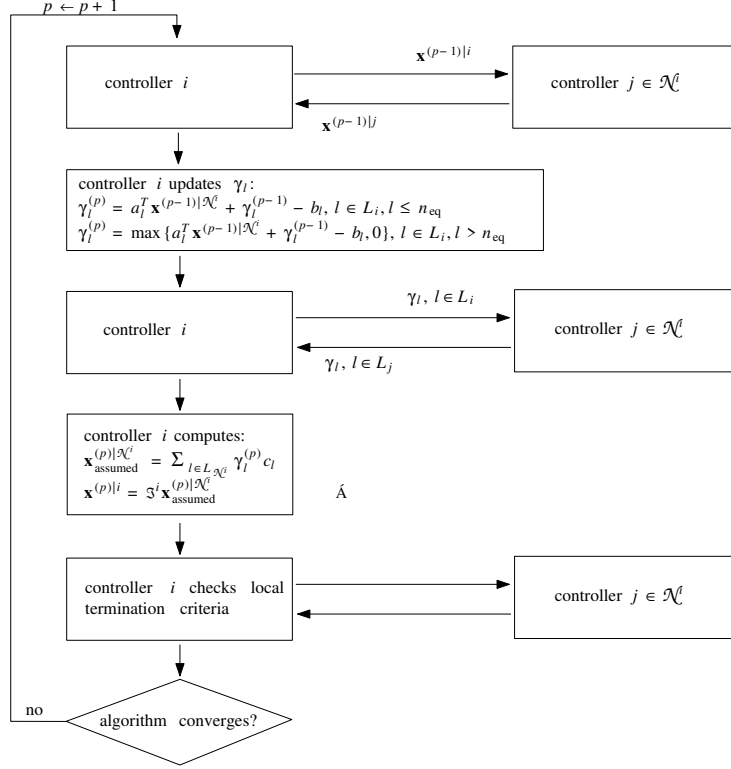 p ← p + 1
controller i
x^{(p−1)|i}
x^{(p−1)|j}
controller j ∈ 𝒩^i
controller i updates γ_l:
γ_l^{(p)} = a_l^T x^{(p−1)|𝒩^i} + γ_l^{(p−1)} − b_l, l ∈ L_i, l ≤ n_eq
γ_l^{(p)} = max{a_l^T x^{(p−1)|𝒩^i} + γ_l^{(p−1)} − b_l, 0}, l ∈ L_i, l > n_eq
controller i
γ_l, l ∈ L_i
γ_l, l ∈ L_j
controller j ∈ 𝒩^i
controller i computes:
x_assumed^{(p)|𝒩^i} = Σ_{l∈L_{𝒩^i}} γ_l^{(p)} c_l
x^{(p)|i} = ℑ^i x_assumed^{(p)|𝒩^i}
Á
controller i checks local
termination criteria
controller j ∈ 𝒩^i
no
algorithm converges?